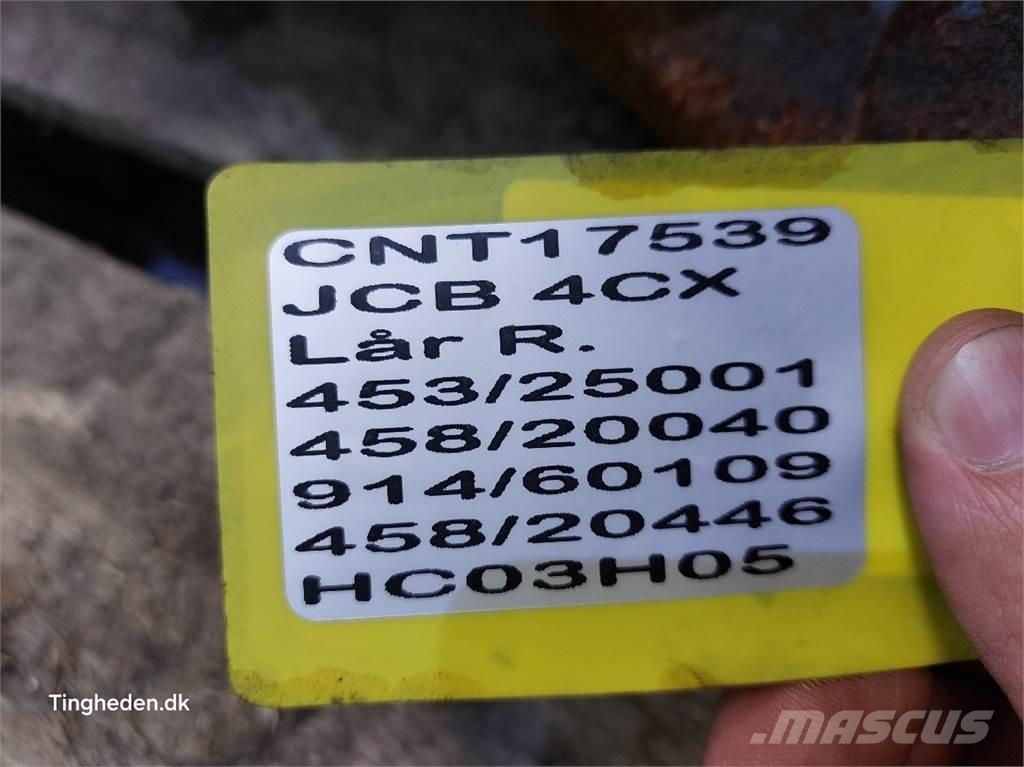 CNT17539
JCB 4CX
Lår R.
453/25001
458/20040
914/60109
458/20446
HC03H05
Tingheden.dk
MASCUS